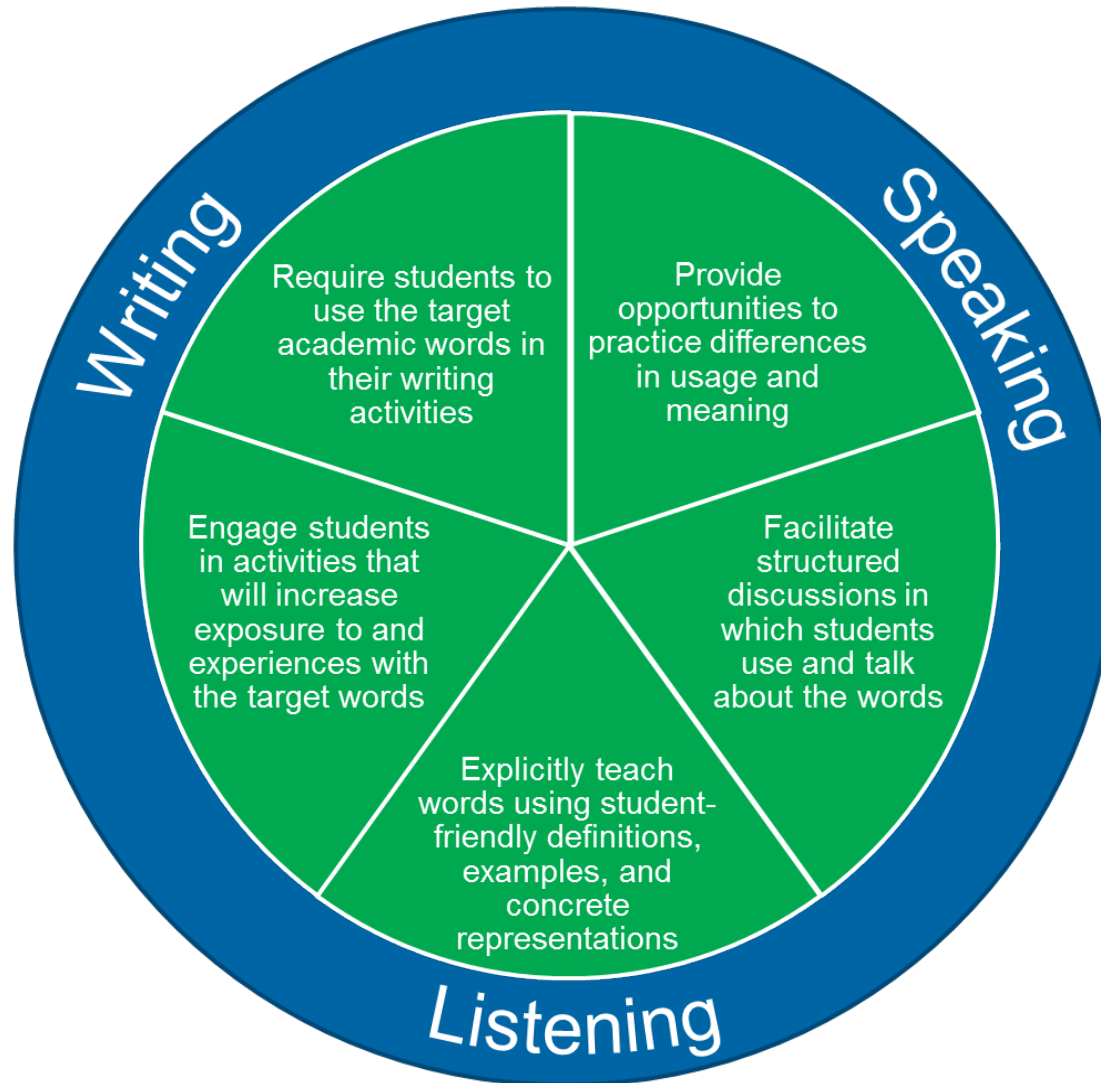 Writing
Speaking
Listening
Require students to
use the target
academic words in
their writing
activities
Provide
opportunities to
practice differences
in usage and
meaning
Engage students
in activities that
will increase
exposure to and
experiences with
the target words
Facilitate
structured
discussions in
which students
use and talk
about the words
Explicitly teach
words using student-
friendly definitions,
examples, and
concrete
representations